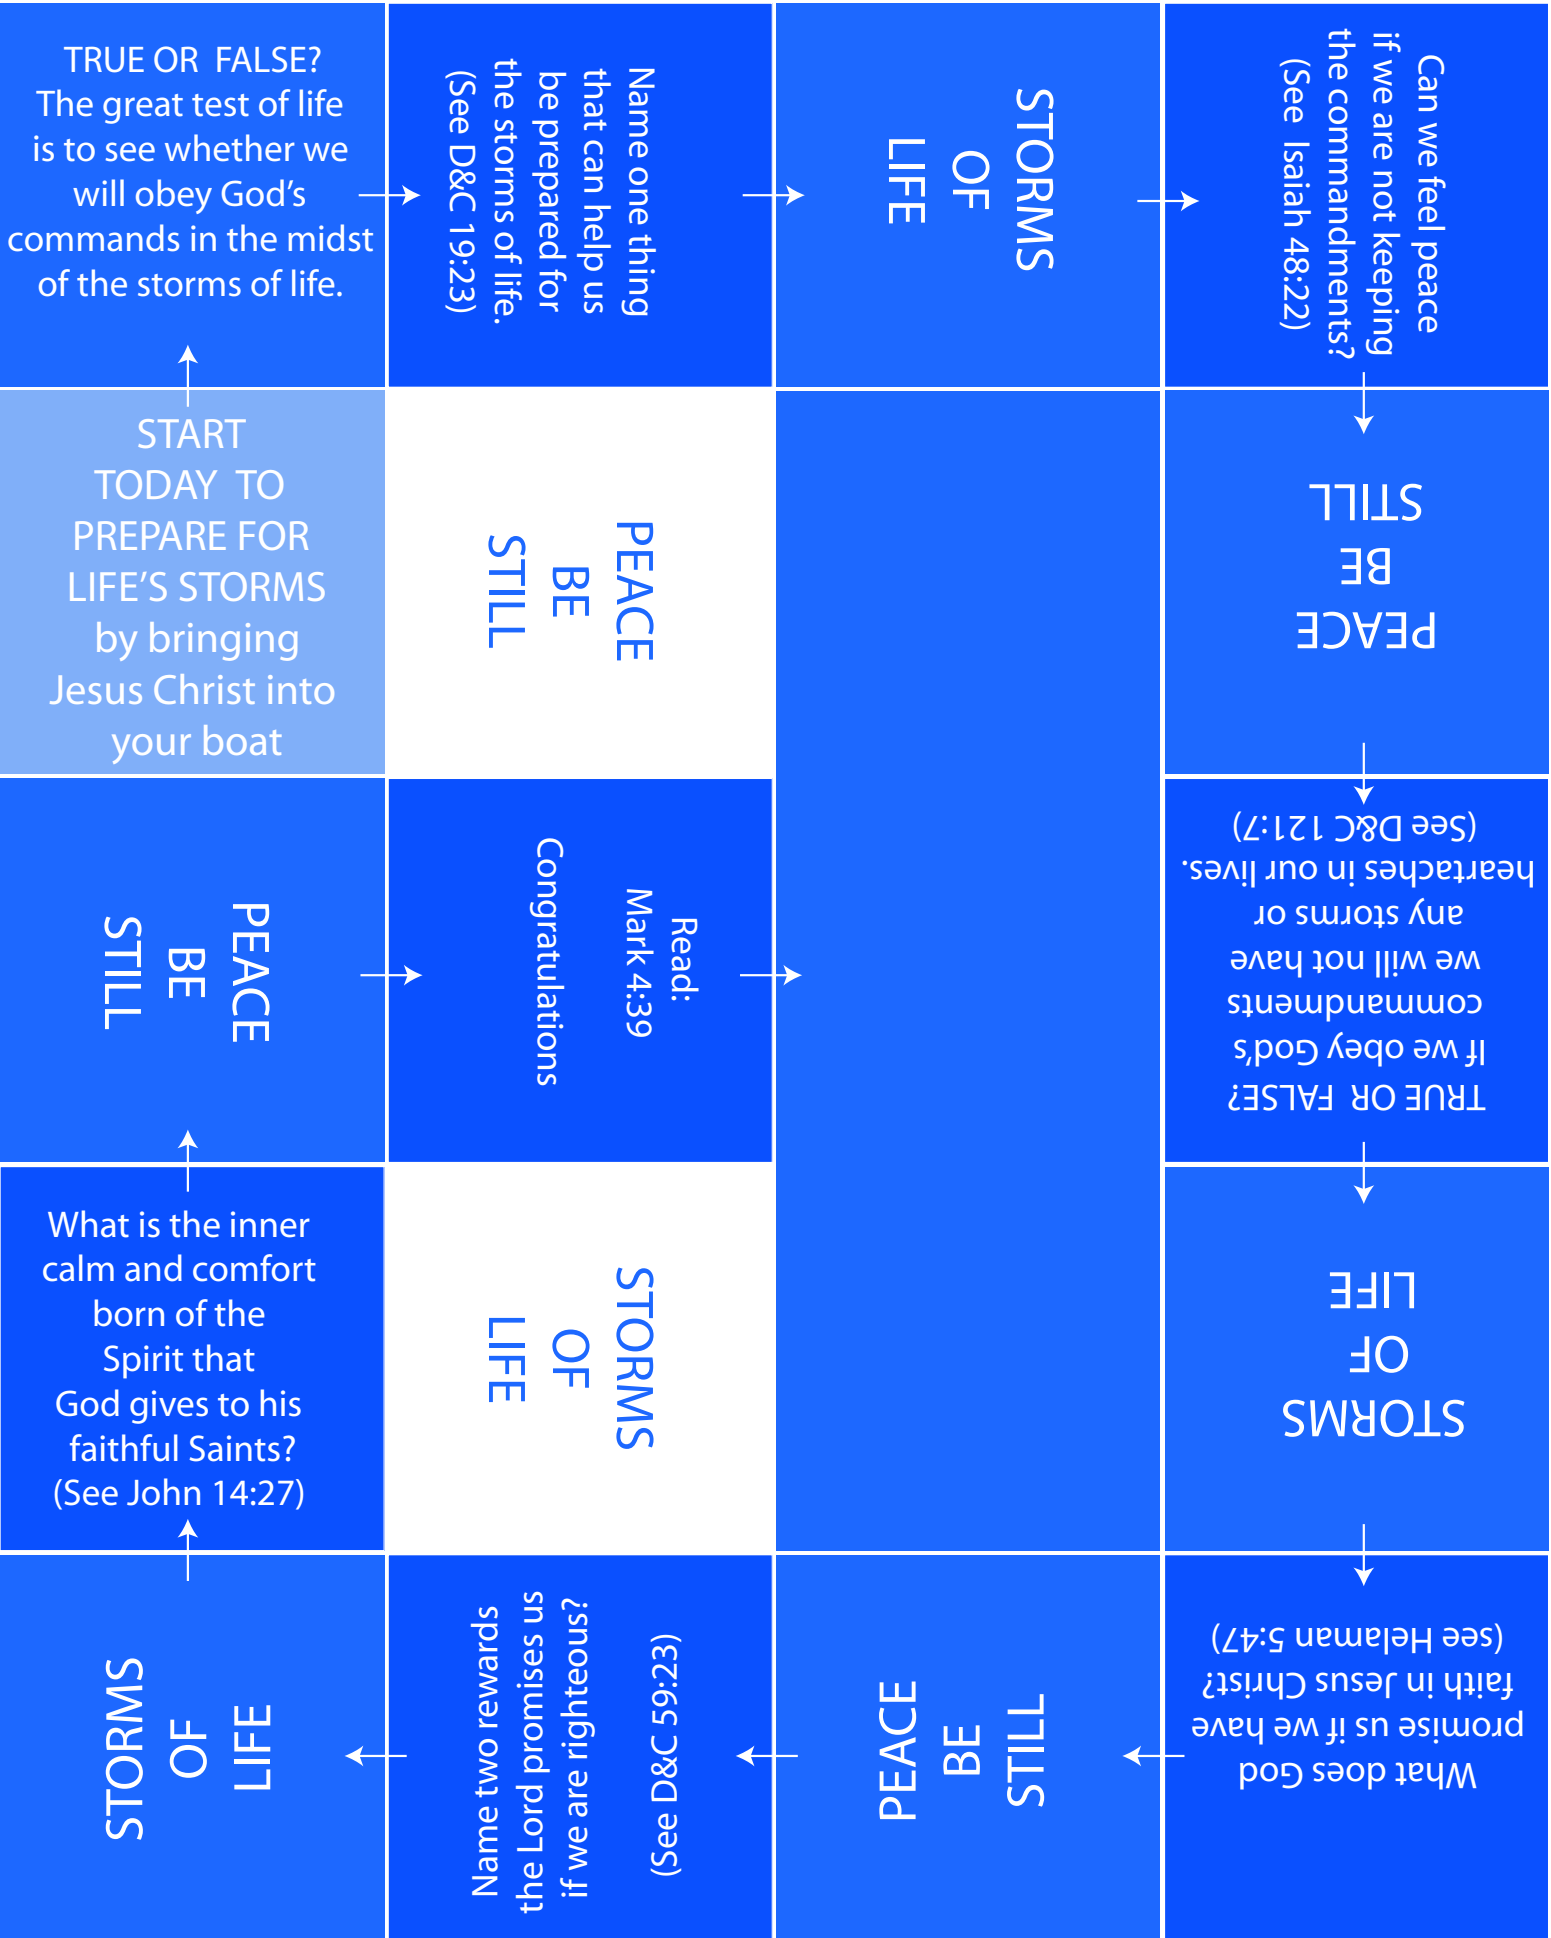 TRUE OR FALSE?
The great test of life
is to see whether we
will obey God's
commands in the midst
of the storms of life.
Name one thing
that can help us
be prepared for
the storms of life.
(See D&C 19:23)
STORMS
OF
LIFE
Can we feel peace
if we are not keeping
the commandments?
(See Isaiah 48:22)
START
TODAY TO
PREPARE FOR
LIFE'S STORMS
by bringing
Jesus Christ into
your boat
PEACE
BE
STILL
PEACE
BE
STILL
PEACE
BE
STILL
Read:
Mark 4:39
Congratulations
TRUE OR FALSE?
If we obey God's
commandments
we will not have
any storms or
heartaches in our lives.
(See D&C 121:7)
What is the inner
calm and comfort
born of the
Spirit that
God gives to his
faithful Saints?
(See John 14:27)
STORMS
OF
LIFE
STORMS
OF
LIFE
STORMS
OF
LIFE
Name two rewards
the Lord promises us
if we are righteous?
(See D&C 59:23)
PEACE
BE
STILL
What does God
promise us if we have
faith in Jesus Christ?
(see Helaman 5:47)